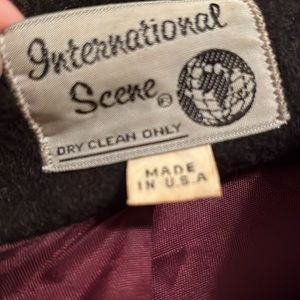 International
Scene®
DRY CLEAN ONLY
MADE
IN U.S.A